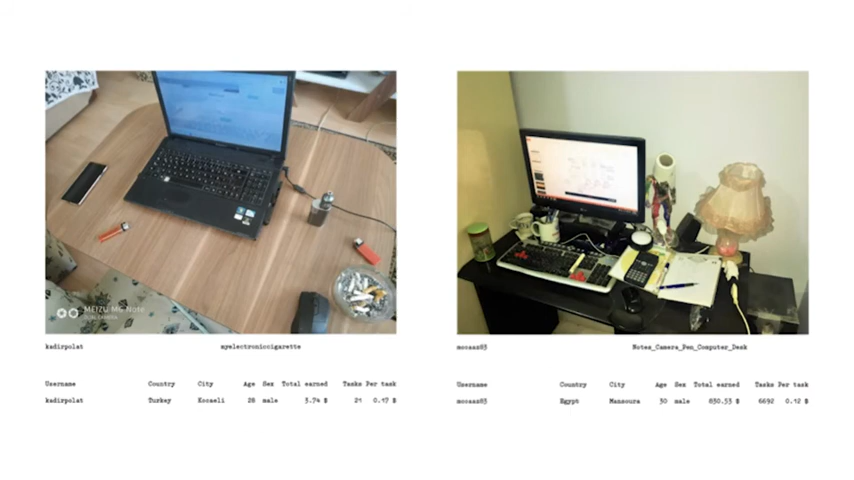 MEIZU M6 Note
DUAL CAMERA
kadirpolat myelectroniccigarette
Username Country City Age Sex Total earned Tasks Per task
kadirpolat Turkey Kocaeli 28 male 3.74 $ 21 0.17 $
mooaaz83 Notes_Camera_Pen_Computer_Desk
Username Country City Age Sex Total earned Tasks Per task
mooaaz83 Egypt Mansoura 30 male 830.53 $ 6692 0.12 $